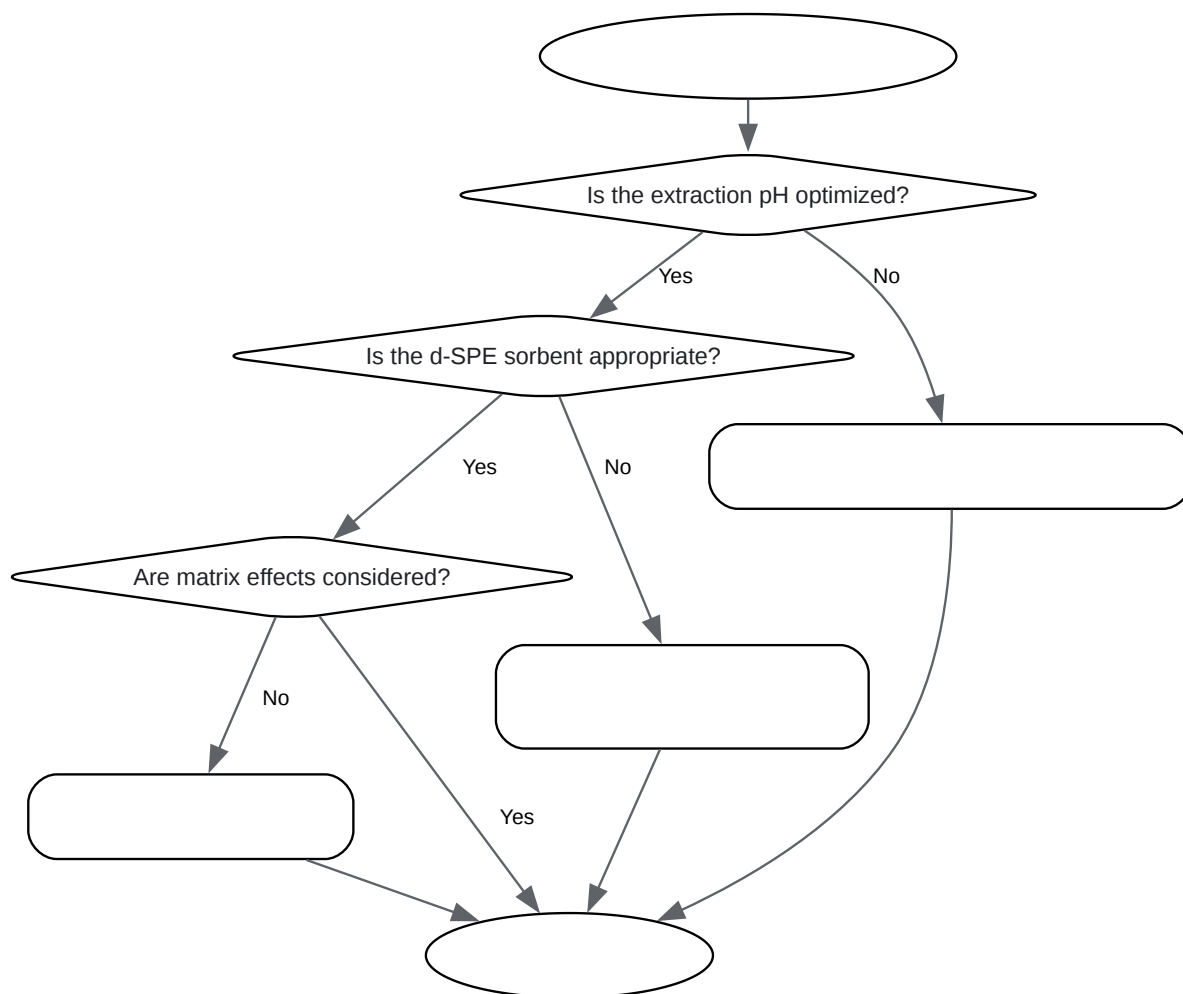 Is the extraction pH optimized?
Yes
No
Is the d-SPE sorbent appropriate?
Yes
No
Are matrix effects considered?
No
Yes